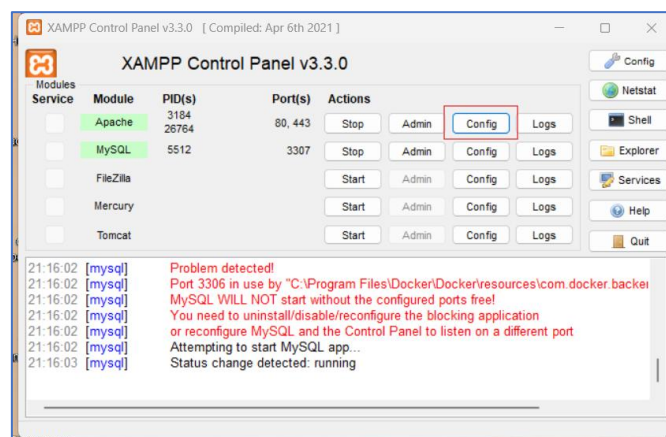 XAMPP Control Panel v3.3.0 [ Compiled: Apr 6th 2021 ]
XAMPP Control Panel v3.3.0
Config
Modules
Service Module PID(s) Port(s) Actions
Netstat
Apache 3184 26764 80, 443 Stop Admin Config Logs
Shell
MySQL 5512 3307 Stop Admin Config Logs
Explorer
FileZilla Start Admin Config Logs
Services
Mercury Start Admin Config Logs
Help
Tomcat Start Admin Config Logs
Quit
21:16:02 [mysql] Problem detected!
21:16:02 [mysql] Port 3306 in use by "C:\Program Files\Docker\Docker\resources\com.docker.backer
21:16:02 [mysql] MySQL WILL NOT start without the configured ports free!
21:16:02 [mysql] You need to uninstall/disable/reconfigure the blocking application
21:16:02 [mysql] or reconfigure MySQL and the Control Panel to listen on a different port
21:16:02 [mysql] Attempting to start MySQL app...
21:16:03 [mysql] Status change detected: running